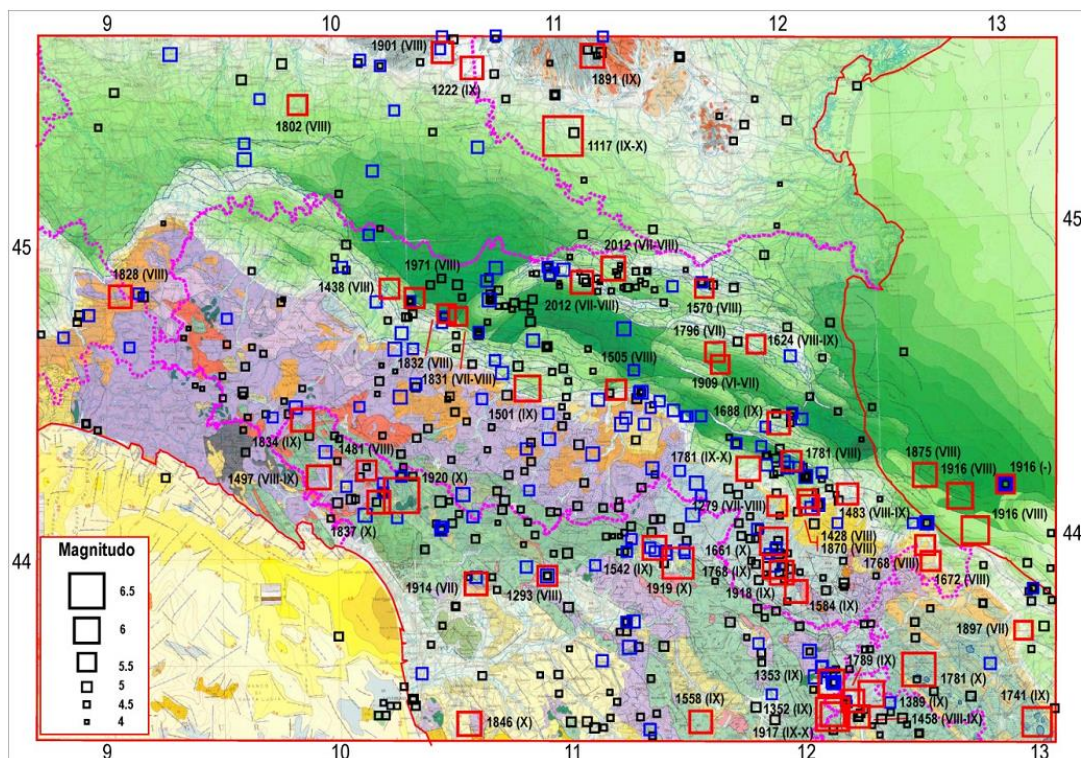 9 10 11 12 13
1901 (VIII)
1222 (IX)
1891 (IX)
1802 (VIII)
1117 (IX-X)
45 45
2012 (VII-VIII)
1971 (VIII)
1828 (VIII)
1438 (VIII)
2012 (VII-VIII)
1570 (VIII)
1796 (VII)
1624 (VIII-IX)
1832 (VIII)
1505 (VIII)
1831 (VII-VIII)
1909 (VI-VII)
1501 (IX)
1688 (IX)
1834 (IX)
1481 (VIII)
1781 (IX-X)
1781 (VIII)
1875 (VIII)
1916 (VIII)
1916 (-)
1497 (VIII-IX)
1920 (X)
1279 (VII-VIII)
1483 (VIII-IX)
1916 (VIII)
1837 (X)
1428 (VIII)
1870 (VIII)
44 44
Magnitudo
6.5
6
5.5
5
4.5
4
1661 (X)
1768 (VIII)
1542 (IX)
1768 (IX)
1672 (VIII)
1914 (VII)
1293 (VIII)
1919 (X)
1918 (IX)
1584 (IX)
1897 (VII)
1789 (IX)
1353 (IX)
1781 (X)
1352 (IX)
1389 (IX)
1741 (IX)
1846 (X)
1558 (IX)
1458 (VIII-IX)
1917 (IX-X)
9 10 11 12 13